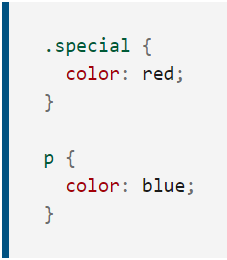 .special {
  color: red;
}

p {
  color: blue;
}